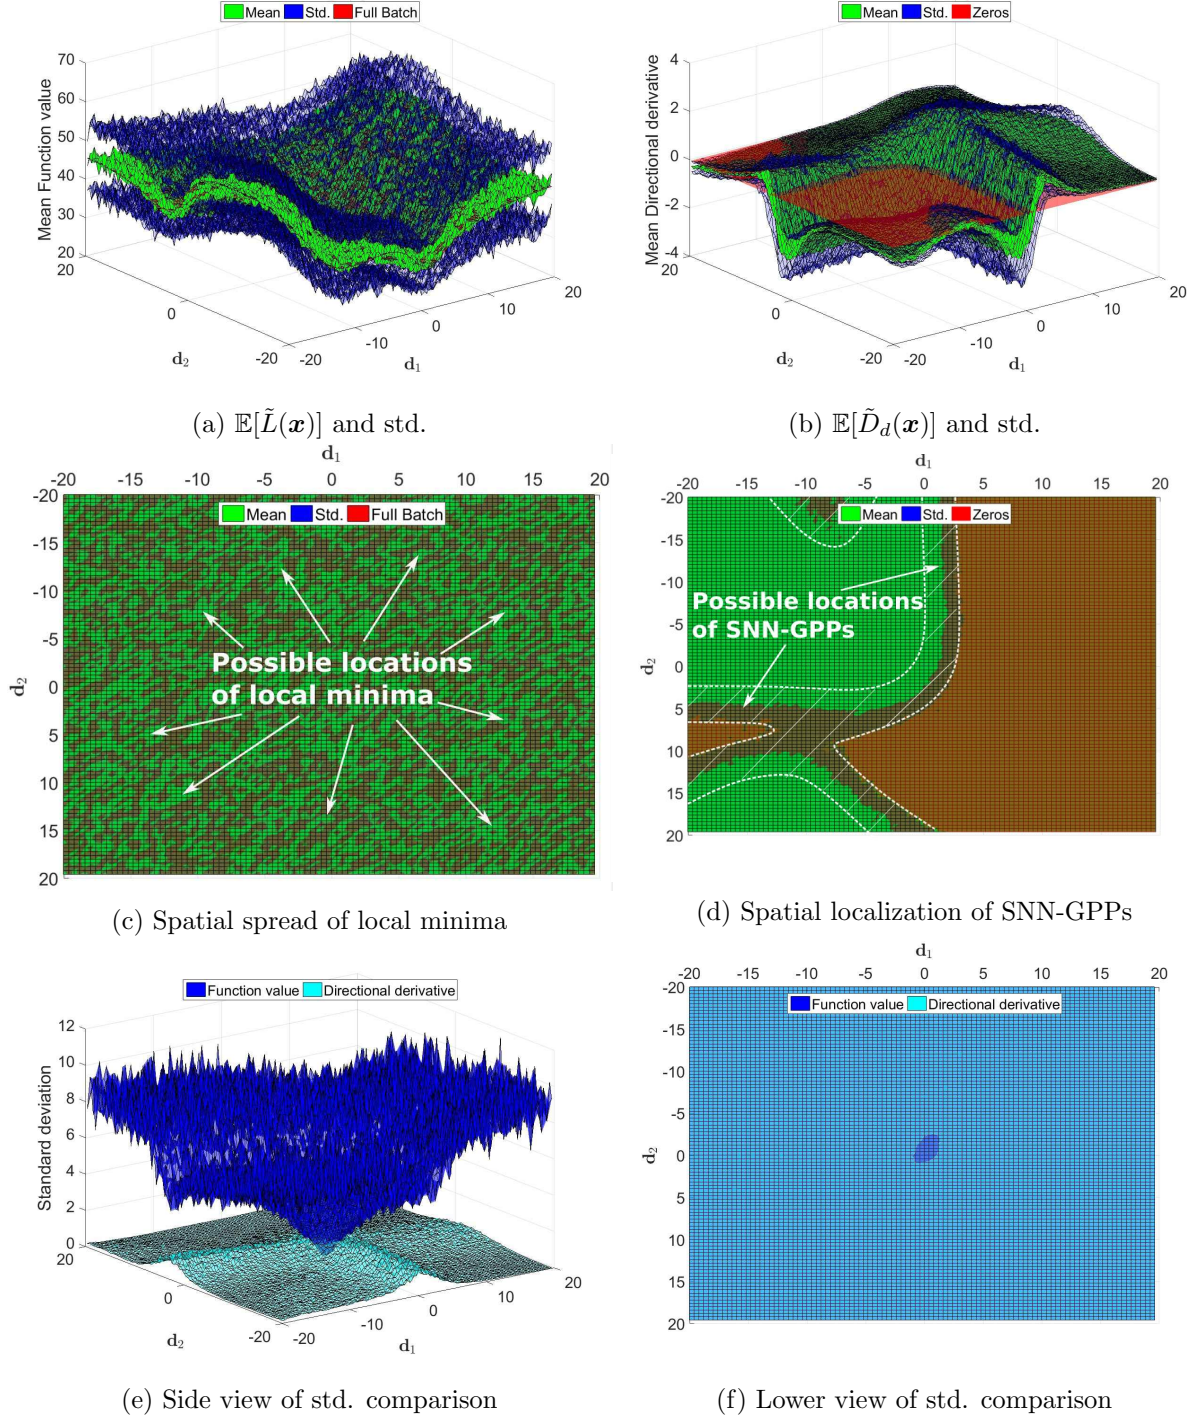 Mean Std. Full Batch
Mean Function value
70
60
50
40
30
20
20
0
-20
d2
-20
-10
0
10
20
d1
(a) 𝔼[L̃(x)] and std.
Mean Std. Zeros
Mean Directional derivative
4
2
0
-2
-4
20
0
-20
d2
-20
-10
0
10
20
d1
(b) 𝔼[D̃d(x)] and std.
d1
-20 -15 -10 -5 0 5 10 15 20
Mean Std. Full Batch
d2
-20
-15
-10
-5
0
5
10
15
20
Possible locations
of local minima
(c) Spatial spread of local minima
d1
-20 -15 -10 -5 0 5 10 15 20
Mean Std. Zeros
d2
-20
-15
-10
-5
0
5
10
15
20
Possible locations
of SNN-GPPs
(d) Spatial localization of SNN-GPPs
Function value Directional derivative
Standard deviation
12
10
8
6
4
2
0
20
0
-20
d2
-20
-10
0
10
20
d1
(e) Side view of std. comparison
d1
-20 -15 -10 -5 0 5 10 15 20
Function value Directional derivative
d2
-20
-15
-10
-5
0
5
10
15
20
(f) Lower view of std. comparison